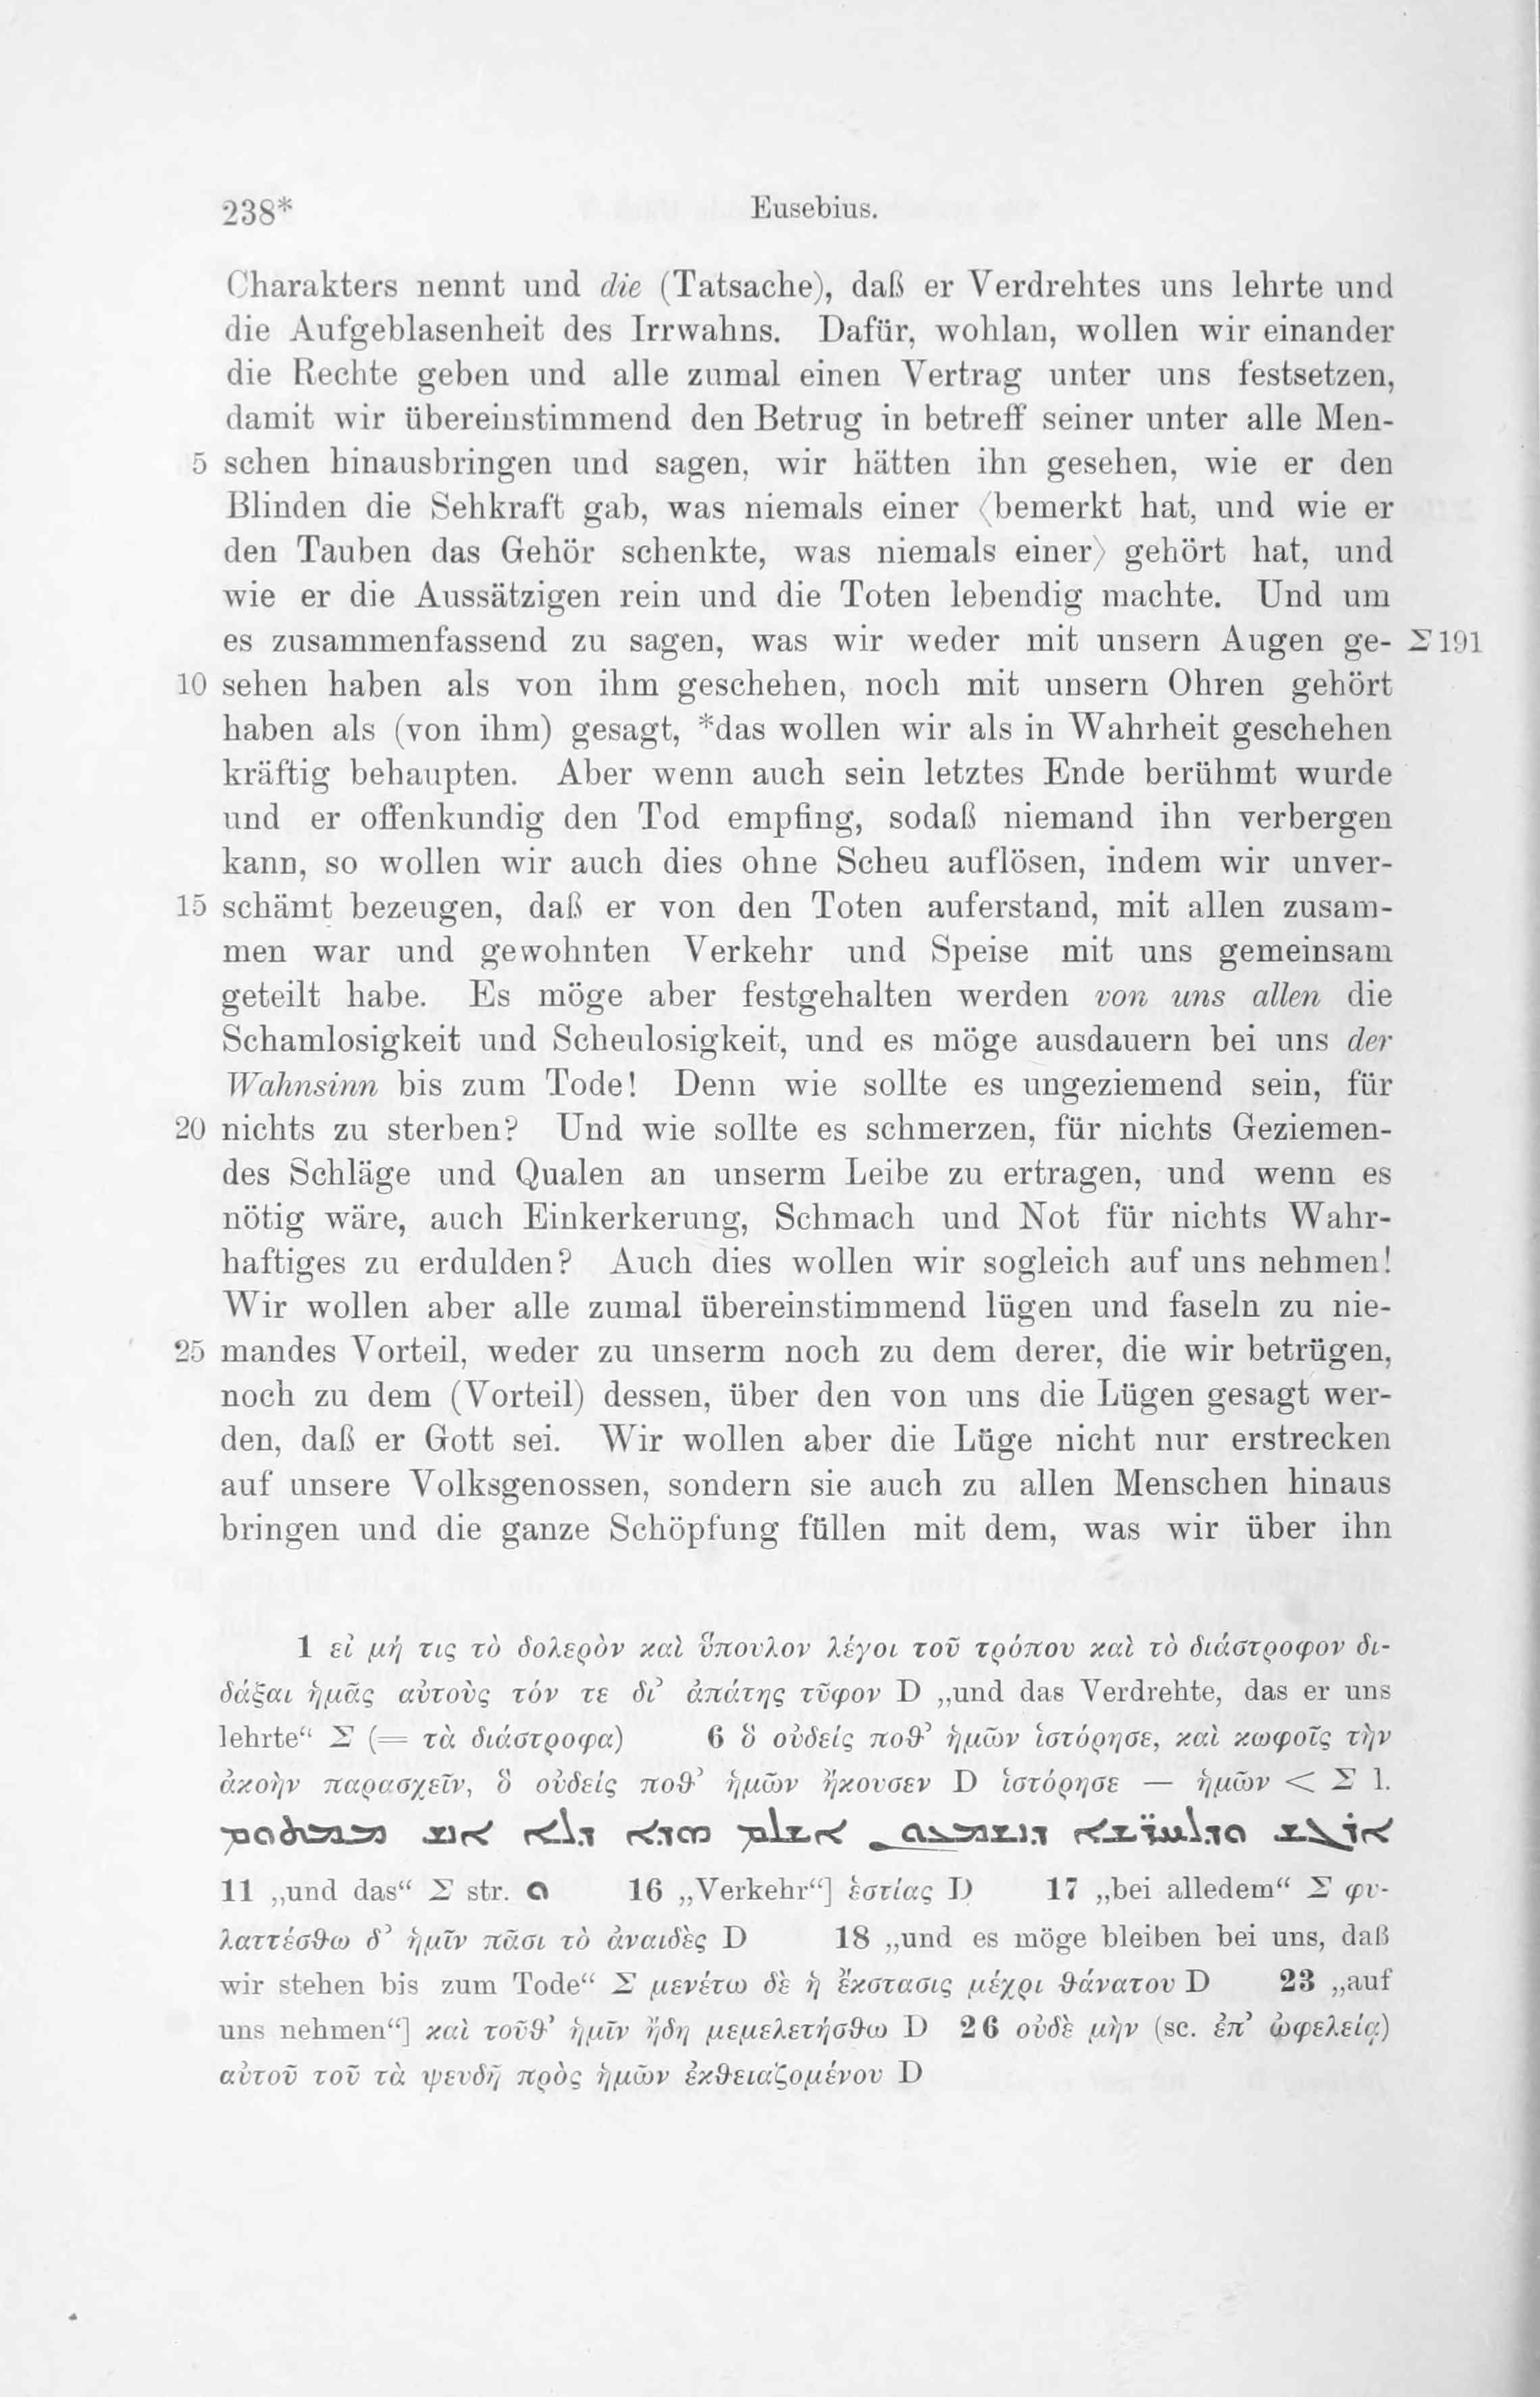 238*
Eusebius.
Charakters nennt und die (Tatsache), daß er Verdrehtes uns lehrte und
die Aufgeblasenheit des Irrwahns. Dafür, wohlan, wollen wir einander
die Rechte geben und alle zumal einen Vertrag unter uns festsetzen,
damit wir übereinstimmend den Betrug in betreff seiner unter alle Men-
5 schen hinausbringen und sagen, wir hätten ihn gesehen, wie er den
Blinden die Sehkraft gab, was niemals einer ⟨bemerkt hat, und wie er
den Tauben das Gehör schenkte, was niemals einer⟩ gehört hat, und
wie er die Aussätzigen rein und die Toten lebendig machte. Und um
es zusammenfassend zu sagen, was wir weder mit unsern Augen ge- Σ 191
10 sehen haben als von ihm geschehen, noch mit unsern Ohren gehört
haben als (von ihm) gesagt, *das wollen wir als in Wahrheit geschehen
kräftig behaupten. Aber wenn auch sein letztes Ende berühmt wurde
und er offenkundig den Tod empfing, sodaß niemand ihn verbergen
kann, so wollen wir auch dies ohne Scheu auflösen, indem wir unver-
15 schämt bezeugen, daß er von den Toten auferstand, mit allen zusam-
men war und gewohnten Verkehr und Speise mit uns gemeinsam
geteilt habe. Es möge aber festgehalten werden von uns allen die
Schamlosigkeit und Scheulosigkeit, und es möge ausdauern bei uns der
Wahnsinn bis zum Tode! Denn wie sollte es ungeziemend sein, für
20 nichts zu sterben? Und wie sollte es schmerzen, für nichts Geziemen-
des Schläge und Qualen an unserm Leibe zu ertragen, und wenn es
nötig wäre, auch Einkerkerung, Schmach und Not für nichts Wahr-
haftiges zu erdulden? Auch dies wollen wir sogleich auf uns nehmen!
Wir wollen aber alle zumal übereinstimmend lügen und faseln zu nie-
25 mandes Vorteil, weder zu unserm noch zu dem derer, die wir betrügen,
noch zu dem (Vorteil) dessen, über den von uns die Lügen gesagt wer-
den, daß er Gott sei. Wir wollen aber die Lüge nicht nur erstrecken
auf unsere Volksgenossen, sondern sie auch zu allen Menschen hinaus
bringen und die ganze Schöpfung füllen mit dem, was wir über ihn
1 εἰ μή τις τὸ δολερὸν καὶ ὕπουλον λέγοι τοῦ τρόπου καὶ τὸ διάστροφον δι-
δάξαι ἡμᾶς αὐτοὺς τόν τε δι᾽ ἀπάτης τῦφον D „und das Verdrehte, das er uns
lehrte“ Σ (= τὰ διάστροφα) 6 ὃ οὐδείς ποθ᾽ ἡμῶν ἱστόρησε, καὶ κωφοῖς τὴν
ἀκοὴν παρασχεῖν, ὃ οὐδείς ποθ᾽ ἡμῶν ἤκουσεν D ἱστόρησε — ἡμῶν < Σ l.
ܐܪܓܫ ܘܕܠܚܪ̈ܫܐ ܕܢܫܡܥܘܢ ܐܫܠܡ ܗܕܐ ܕܠܐ ܐܢܫ ܡܡܬܘܡ
11 „und das“ Σ str. ܘ 16 „Verkehr“] ἑστίας D 17 „bei alledem“ Σ φυ-
λαττέσθω δ᾽ ἡμῖν πᾶσι τὸ ἀναιδὲς D 18 „und es möge bleiben bei uns, daß
wir stehen bis zum Tode“ Σ μενέτω δὲ ἡ ἔκστασις μέχρι θάνατου D 23 „auf
uns nehmen“] καὶ τοῦθ᾽ ἡμῖν ἤδη μεμελετήσθω D 26 οὐδὲ μὴν (sc. ἐπ᾽ ὠφελείᾳ)
αὐτοῦ τοῦ τὰ ψευδῆ πρὸς ἡμῶν ἐκθειαζομένου D